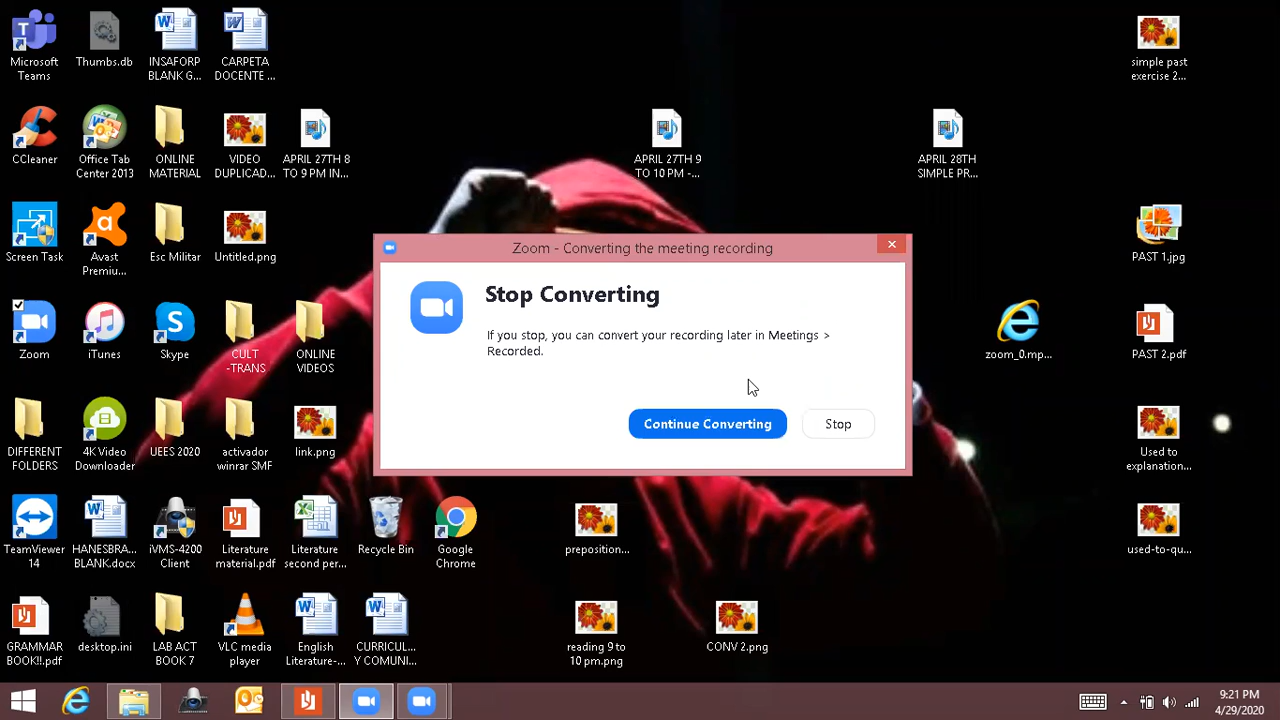 Microsoft
Teams
Thumbs.db
INSAFORP
BLANK G...
CARPETA
DOCENTE ...
simple past
exercise 2...
CCleaner
Office Tab
Center 2013
ONLINE
MATERIAL
VIDEO
DUPLICAD...
APRIL 27TH 8
TO 9 PM IN...
APRIL 27TH 9
TO 10 PM -...
APRIL 28TH
SIMPLE PR...
Screen Task
Avast
Premiu...
Esc Militar
Untitled.png
PAST 1.jpg
Zoom - Converting the meeting recording
Stop Converting
If you stop, you can convert your recording later in Meetings >
Recorded.
Continue Converting
Stop
Zoom
iTunes
Skype
CULT
-TRANS
ONLINE
VIDEOS
zoom_0.mp...
PAST 2.pdf
DIFFERENT
FOLDERS
4K Video
Downloader
UEES 2020
activador
winrar SMF
link.png
Used to
explanation...
TeamViewer
14
HANESBRA...
BLANK.docx
iVMS-4200
Client
Literature
material.pdf
Literature
second per...
Recycle Bin
Google
Chrome
preposition...
used-to-qu...
GRAMMAR
BOOK!!.pdf
desktop.ini
LAB ACT
BOOK 7
VLC media
player
English
Literature-...
CURRICUL...
Y COMUNI...
reading 9 to
10 pm.png
CONV 2.png
9:21 PM
4/29/2020